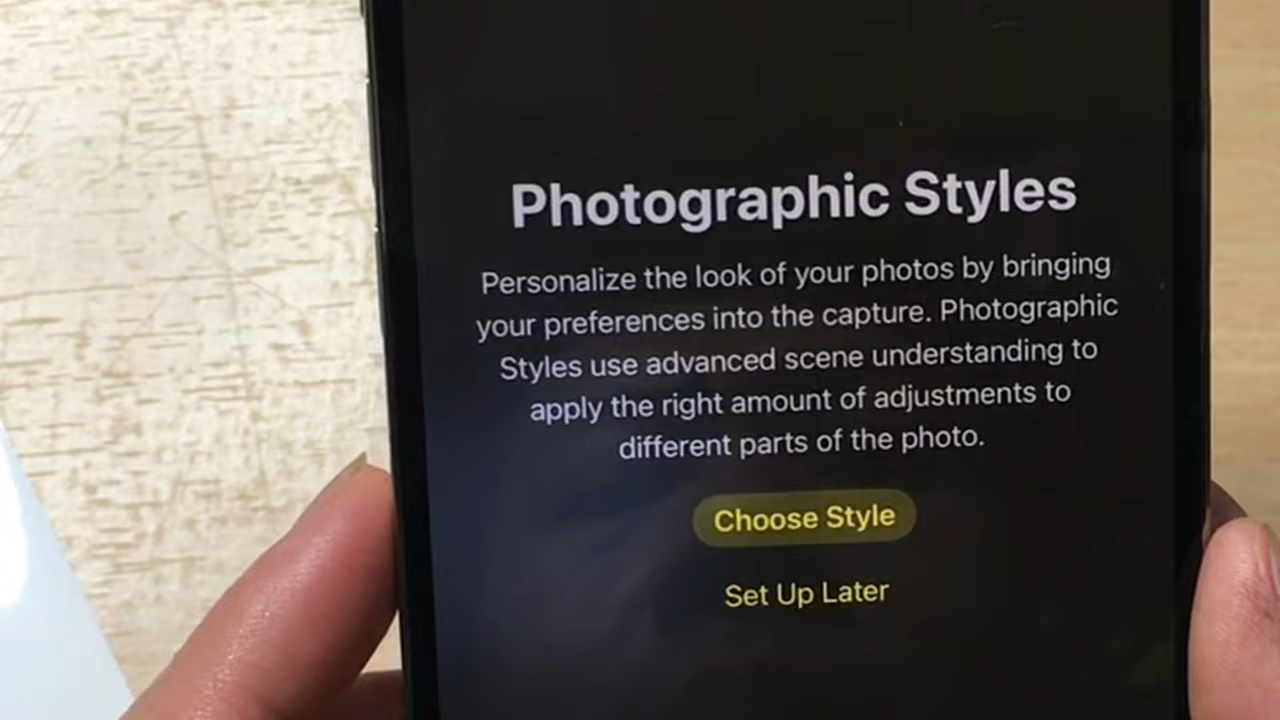 Photographic Styles
Personalize the look of your photos by bringing
your preferences into the capture. Photographic
Styles use advanced scene understanding to
apply the right amount of adjustments to
different parts of the photo.
Choose Style
Set Up Later